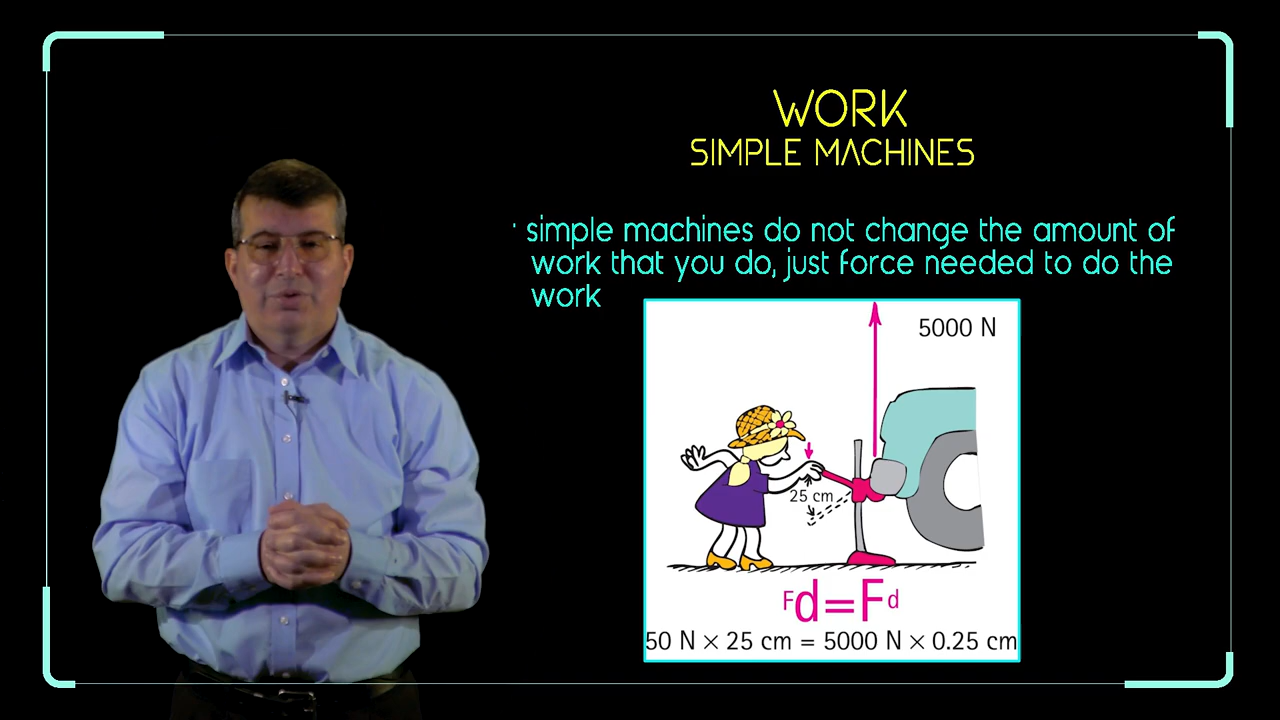 WORK
SIMPLE MACHINES
· simple machines do not change the amount of
work that you do, just force needed to do the
work
5000 N
25 cm
Fd=Fd
50 N × 25 cm = 5000 N × 0.25 cm